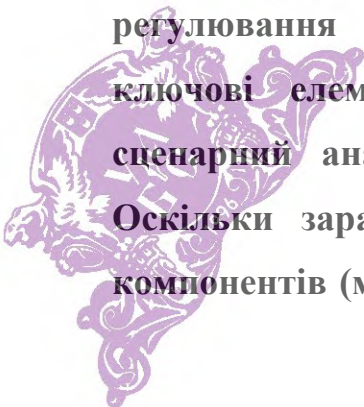 регулювання
ключові елем
сценарний ан
Оскільки зара
компонентів (м